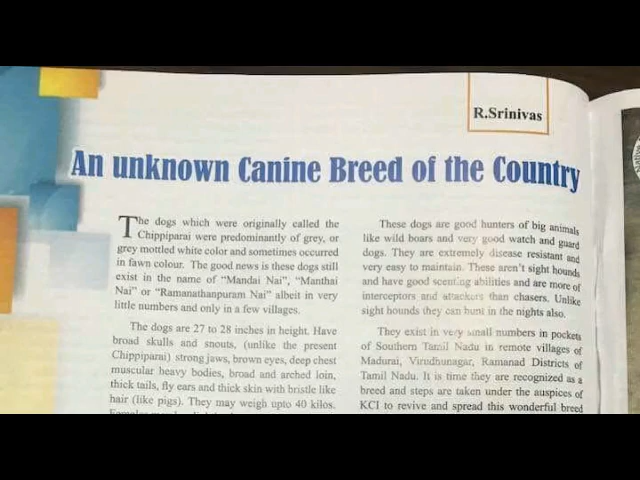 R.Srinivas
An unknown Canine Breed of the Country
The dogs which were originally called the
Chippiparai were predominantly of grey, or
grey mottled white color and sometimes occurred
in fawn colour. The good news is these dogs still
exist in the name of “Mandai Nai”, “Manthai
Nai” or “Ramanathanpuram Nai” albeit in very
little numbers and only in a few villages.
The dogs are 27 to 28 inches in height. Have
broad skulls and snouts, (unlike the present
Chippiparai) strong jaws, brown eyes, deep chest
muscular heavy bodies, broad and arched loin,
thick tails, fly ears and thick skin with bristle like
hair (like pigs). They may weigh upto 40 kilos.
These dogs are good hunters of big animals
like wild boars and very good watch and guard
dogs. They are extremely disease resistant and
very easy to maintain. These aren’t sight hounds
and have good scenting abilities and are more of
interceptors and attackers than chasers. Unlike
sight hounds they can hunt in the nights also.
They exist in very small numbers in pockets
of Southern Tamil Nadu in remote villages of
Madurai, Virudhunagar, Ramanad Districts of
Tamil Nadu. It is time they are recognized as a
breed and steps are taken under the auspices of
KCI to revive and spread this wonderful breed